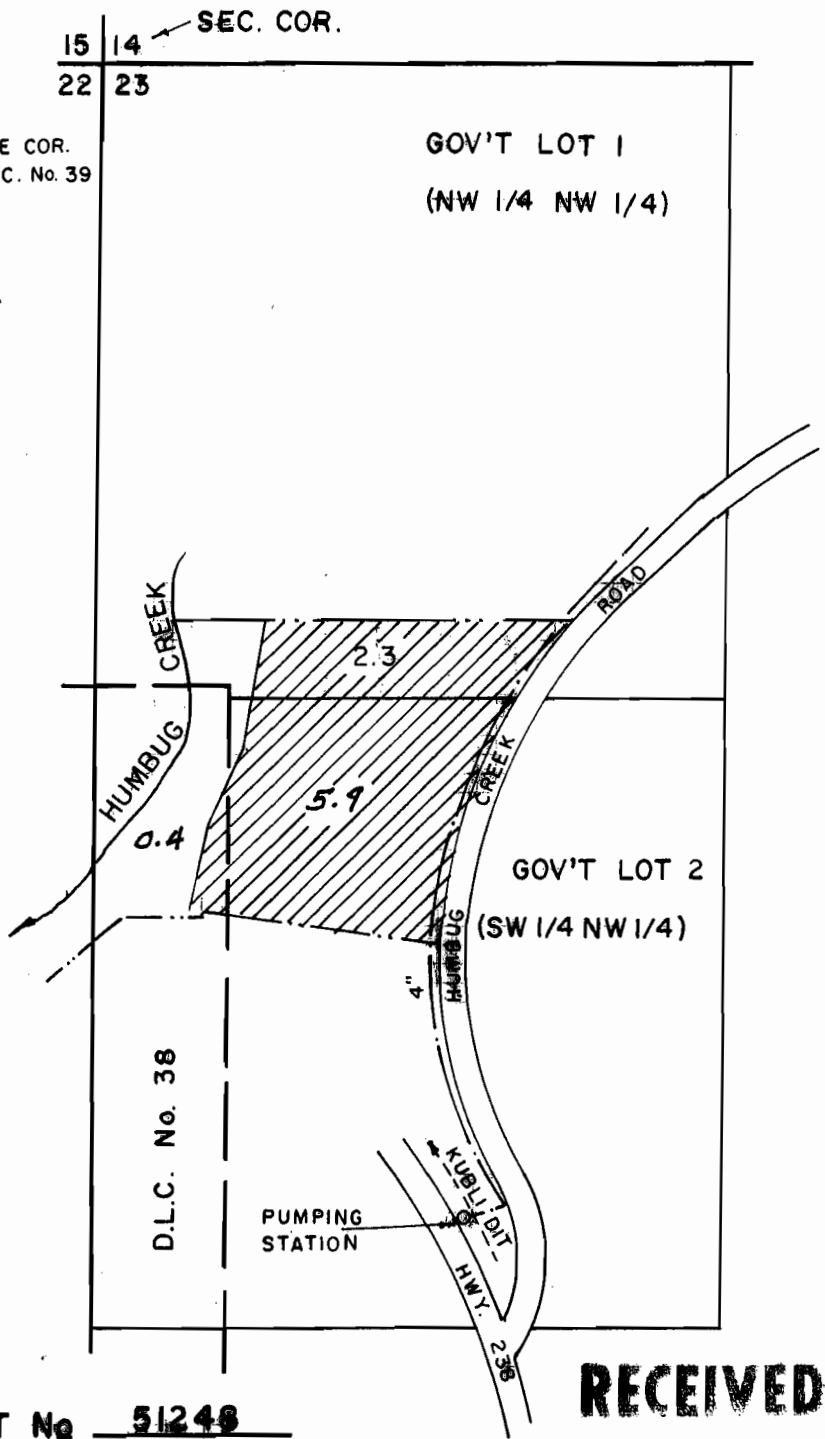 SEC. COR.
15 14
22 23
E COR.
C. No. 39
GOV'T LOT 1
(NW 1/4 NW 1/4)
HUMBUG CREEK
2.3
ROAD
5.9
0.4
CREEK
HUMBUG
GOV'T LOT 2
(SW 1/4 NW 1/4)
4"
D.L.C. No. 38
KUBLI DIT
PUMPING
STATION
HWY. 238
RECEIVED
T No 51248